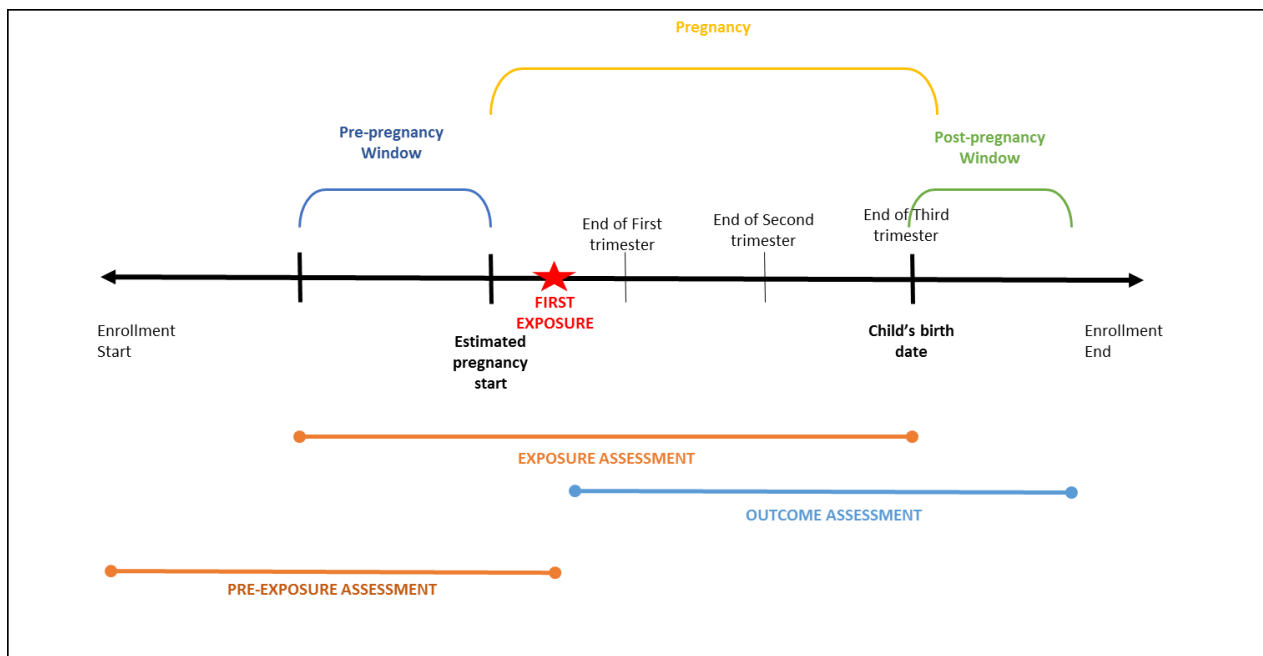 Pregnancy
Pre-pregnancy
Window
Post-pregnancy
Window
End of First
trimester
End of Second
trimester
End of Third
trimester
FIRST
EXPOSURE
Enrollment
Start
Estimated
pregnancy
start
Child's birth
date
Enrollment
End
EXPOSURE ASSESSMENT
OUTCOME ASSESSMENT
PRE-EXPOSURE ASSESSMENT